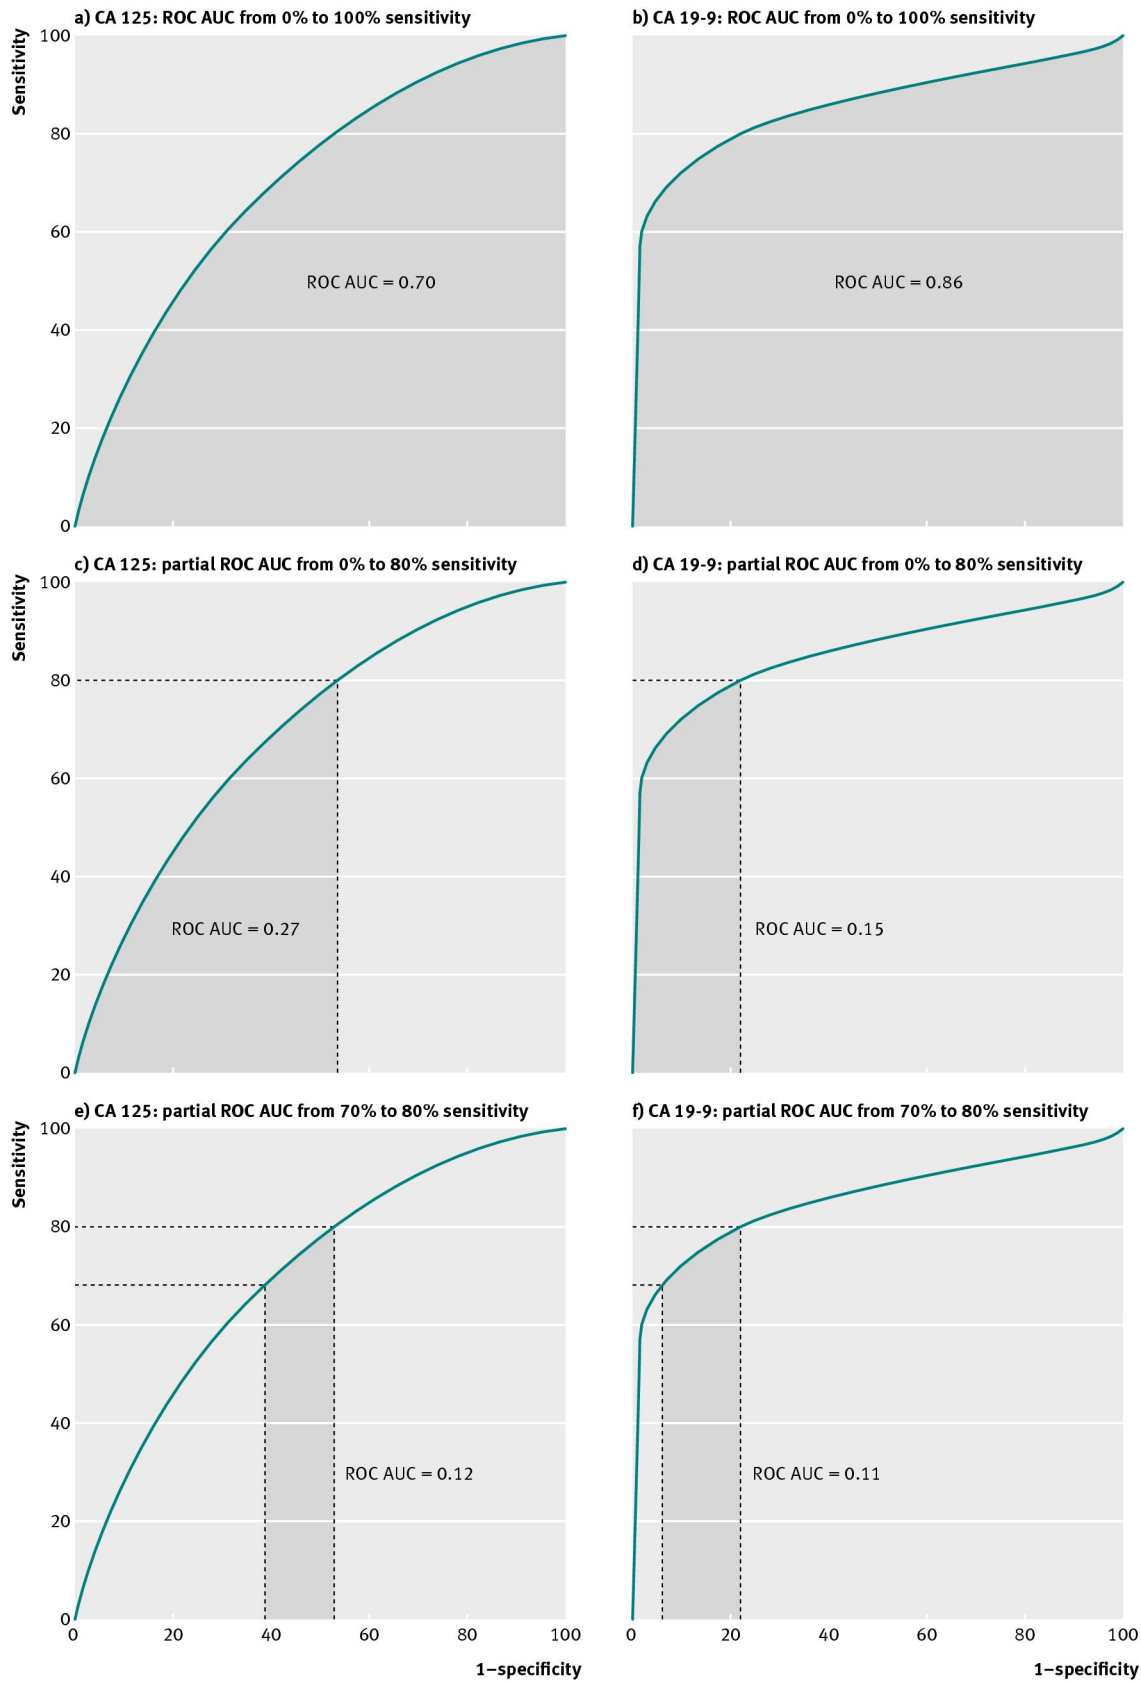 a) CA 125: ROC AUC from 0% to 100% sensitivity
Sensitivity
100
80
60
40
20
0
ROC AUC = 0.70
b) CA 19-9: ROC AUC from 0% to 100% sensitivity
ROC AUC = 0.86
c) CA 125: partial ROC AUC from 0% to 80% sensitivity
Sensitivity
100
80
60
40
20
0
ROC AUC = 0.27
d) CA 19-9: partial ROC AUC from 0% to 80% sensitivity
ROC AUC = 0.15
e) CA 125: partial ROC AUC from 70% to 80% sensitivity
Sensitivity
100
80
60
40
20
0
ROC AUC = 0.12
0 20 40 60 80 100
1–specificity
f) CA 19-9: partial ROC AUC from 70% to 80% sensitivity
ROC AUC = 0.11
0 20 40 60 80 100
1–specificity